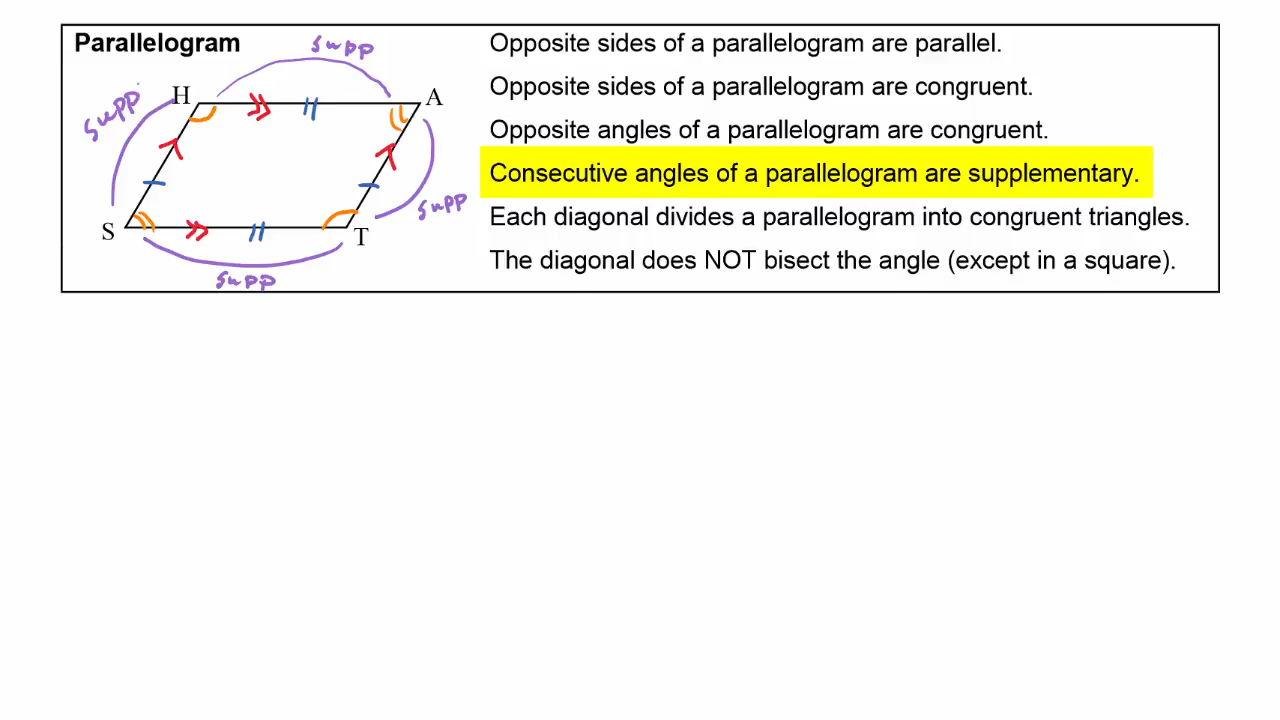 Parallelogram
supp
H
A
supp
supp
S
T
supp
Opposite sides of a parallelogram are parallel.
Opposite sides of a parallelogram are congruent.
Opposite angles of a parallelogram are congruent.
Consecutive angles of a parallelogram are supplementary.
Each diagonal divides a parallelogram into congruent triangles.
The diagonal does NOT bisect the angle (except in a square).